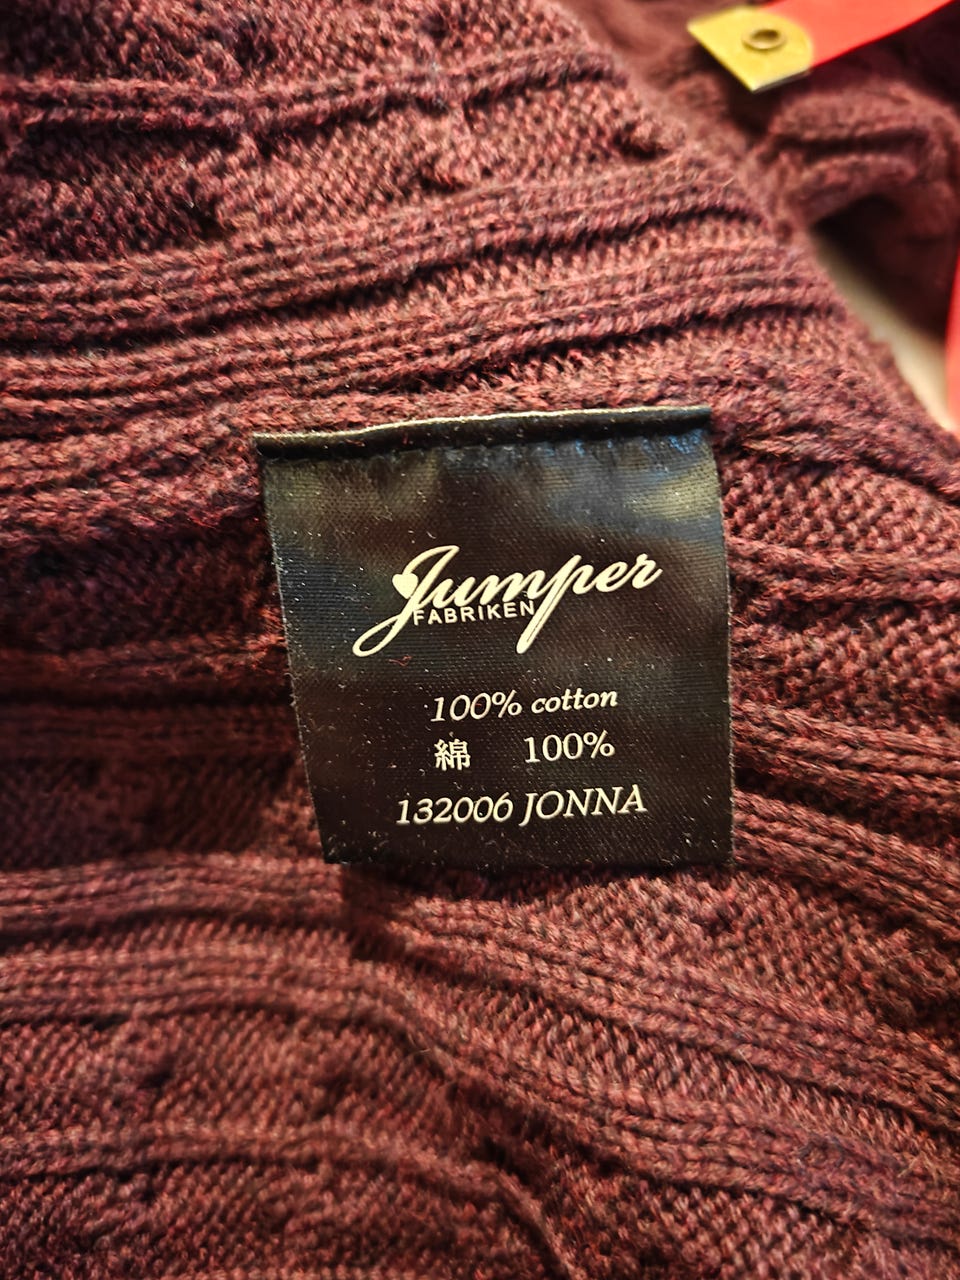 Jumper
FABRIKEN
100% cotton
綿 100%
132006 JONNA